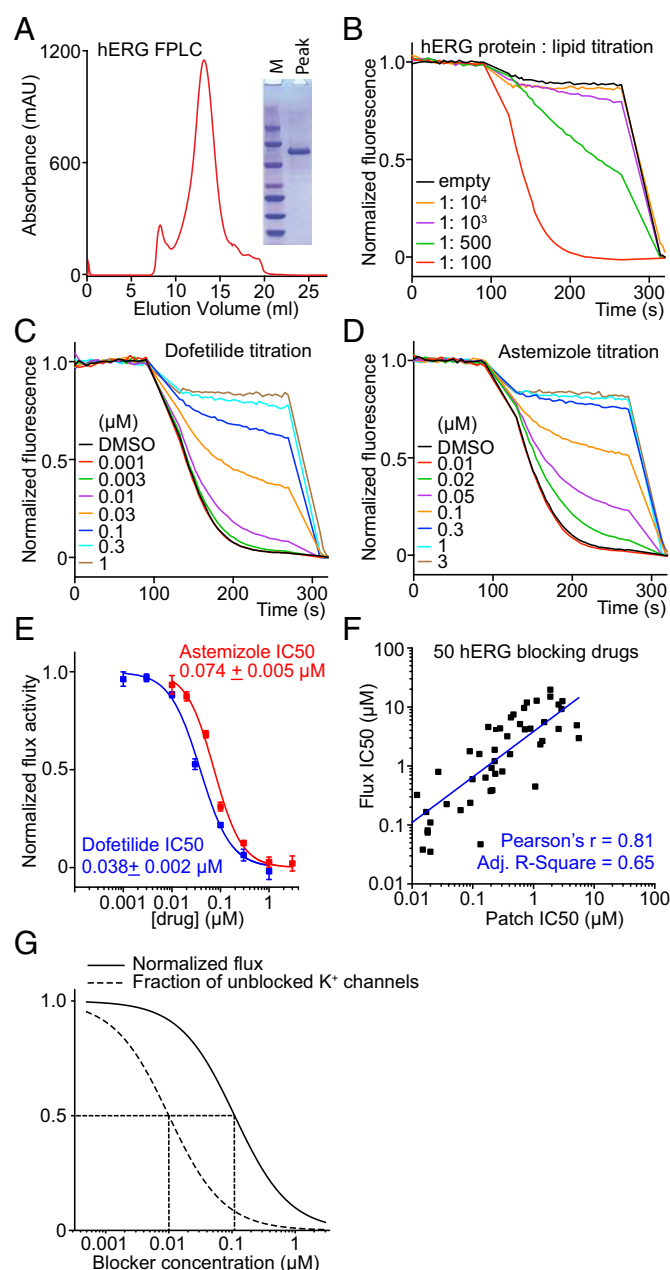 A
hERG FPLC
M
Peak
1200
600
0
Absorbance (mAU)
0 5 10 15 20 25
Elution Volume (ml)
B
hERG protein : lipid titration
1.0
0.5
0
Normalized fluorescence
empty
1: 10⁴
1: 10³
1: 500
1: 100
0 100 200 300
Time (s)
C
Dofetilide titration
1.0
0.5
0
Normalized fluorescence
(µM)
DMSO
0.001
0.003
0.01
0.03
0.1
0.3
1
0 100 200 300
Time (s)
D
Astemizole titration
1.0
0.5
0
Normalized fluorescence
(µM)
DMSO
0.01
0.02
0.05
0.1
0.3
1
3
0 100 200 300
Time (s)
E
Astemizole IC50
0.074 ± 0.005 µM
1.0
0.5
0
Normalized flux activity
Dofetilide IC50
0.038± 0.002 µM
0.001 0.01 0.1 1
[drug] (µM)
F
50 hERG blocking drugs
100
10
1
0.1
0.01
Flux IC50 (µM)
Pearson's r = 0.81
Adj. R-Square = 0.65
0.01 0.1 1 10 100
Patch IC50 (µM)
G
Normalized flux
Fraction of unblocked K⁺ channels
1.0
0.5
0
0.001 0.01 0.1 1
Blocker concentration (µM)